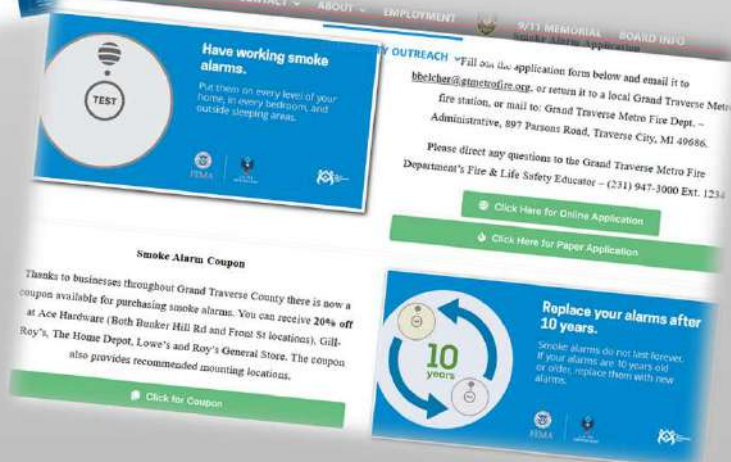 CONTACT ABOUT EMPLOYMENT 9/11 MEMORIAL BOARD INFO
OUTREACH
Have working smoke
alarms.
Put them on every level of your
home, in every bedroom, and
outside sleeping areas.
TEST
FEMA
Smoke Alarm Application
Fill out the application form below and email it to
bbelcher@gtmetrofire.org, or return it to a local Grand Traverse Metro
fire station, or mail to: Grand Traverse Metro Fire Dept. –
Administrative, 897 Parsons Road, Traverse City, MI 49686.
Please direct any questions to the Grand Traverse Metro Fire
Department's Fire & Life Safety Educator – (231) 947-3000 Ext. 1234
Click Here for Online Application
Click Here for Paper Application
Smoke Alarm Coupon
Thanks to businesses throughout Grand Traverse County there is now a
coupon available for purchasing smoke alarms. You can receive 20% off
at Ace Hardware (Both Bunker Hill Rd and Front St locations), Gill-
Roy's, The Home Depot, Lowe's and Roy's General Store. The coupon
also provides recommended mounting locations.
Click for Coupon
10
years
Replace your alarms after
10 years.
Smoke alarms do not last forever.
If your alarms are 10 years old
or older, replace them with new
alarms.
FEMA